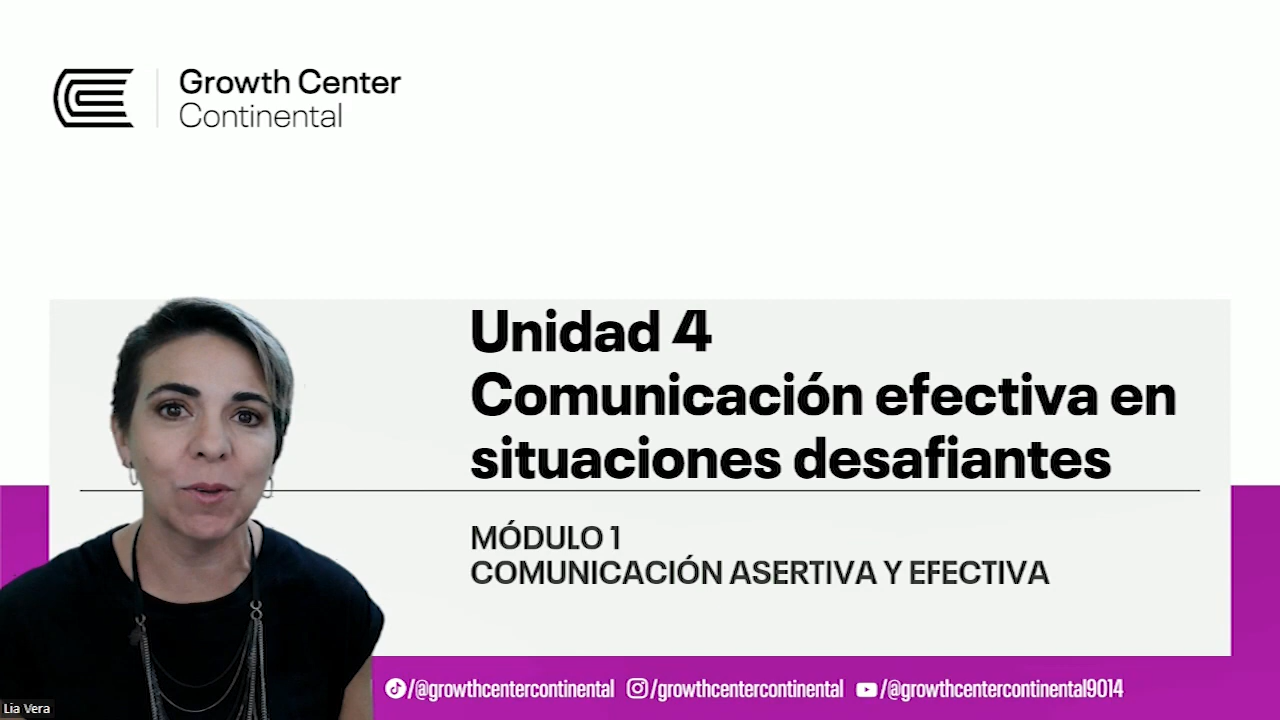 Growth Center
Continental
Unidad 4
Comunicación efectiva en
situaciones desafiantes
MÓDULO 1
COMUNICACIÓN ASERTIVA Y EFECTIVA
/@growthcentercontinental /growthcentercontinental /@growthcentercontinental9014
Lia Vera